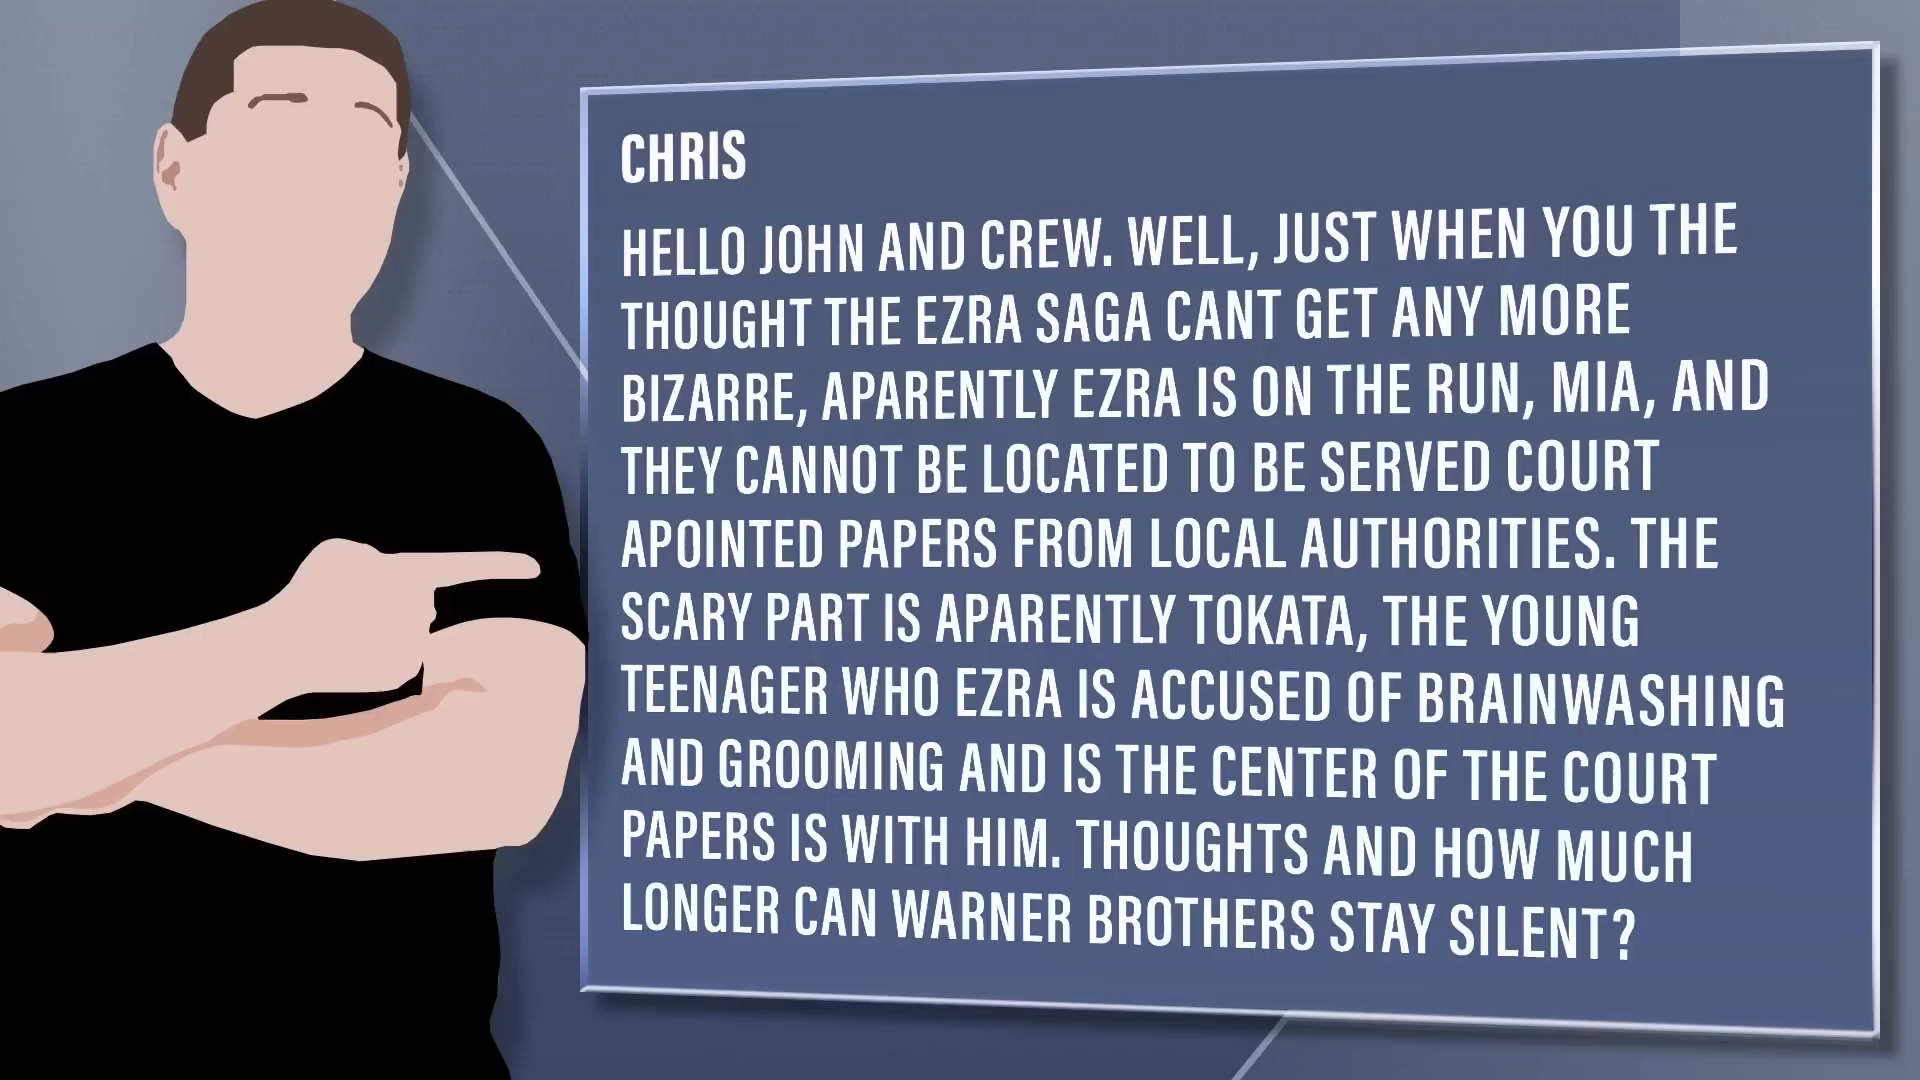 CHRIS
HELLO JOHN AND CREW. WELL, JUST WHEN YOU THE
THOUGHT THE EZRA SAGA CANT GET ANY MORE
BIZARRE, APARENTLY EZRA IS ON THE RUN, MIA, AND
THEY CANNOT BE LOCATED TO BE SERVED COURT
APOINTED PAPERS FROM LOCAL AUTHORITIES. THE
SCARY PART IS APARENTLY TOKATA, THE YOUNG
TEENAGER WHO EZRA IS ACCUSED OF BRAINWASHING
AND GROOMING AND IS THE CENTER OF THE COURT
PAPERS IS WITH HIM. THOUGHTS AND HOW MUCH
LONGER CAN WARNER BROTHERS STAY SILENT?